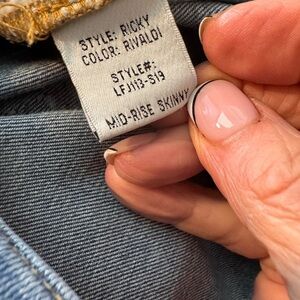 STYLE: RICKY
COLOR: RIVALDI
STYLE#:
LFJ113-S19
MID-RISE SKINNY